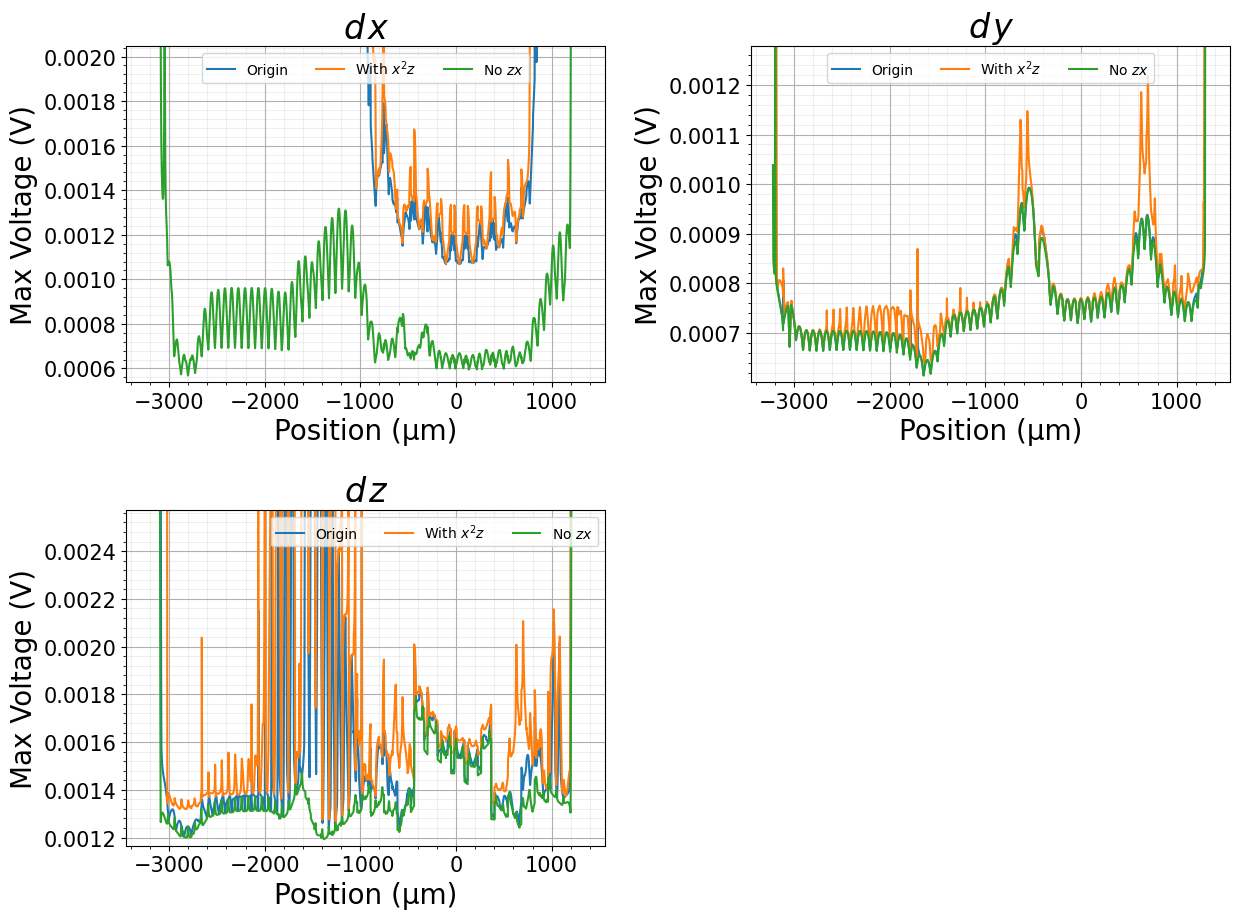 dx
Origin With x²z No zx
0.0020
0.0018
0.0016
0.0014
0.0012
0.0010
0.0008
0.0006
Max Voltage (V)
−3000 −2000 −1000 0 1000
Position (μm)
dy
Origin With x²z No zx
0.0012
0.0011
0.0010
0.0009
0.0008
0.0007
Max Voltage (V)
−3000 −2000 −1000 0 1000
Position (μm)
dz
Origin With x²z No zx
0.0024
0.0022
0.0020
0.0018
0.0016
0.0014
0.0012
Max Voltage (V)
−3000 −2000 −1000 0 1000
Position (μm)